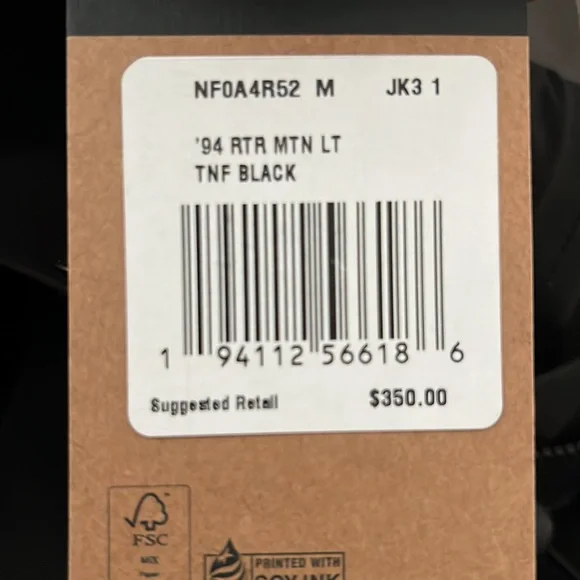 NF0A4R52 M JK3 1
'94 RTR MTN LT
TNF BLACK
1 94112 56618 6
Suggested Retail $350.00
FSC
MIX
PRINTED WITH
SOY INK